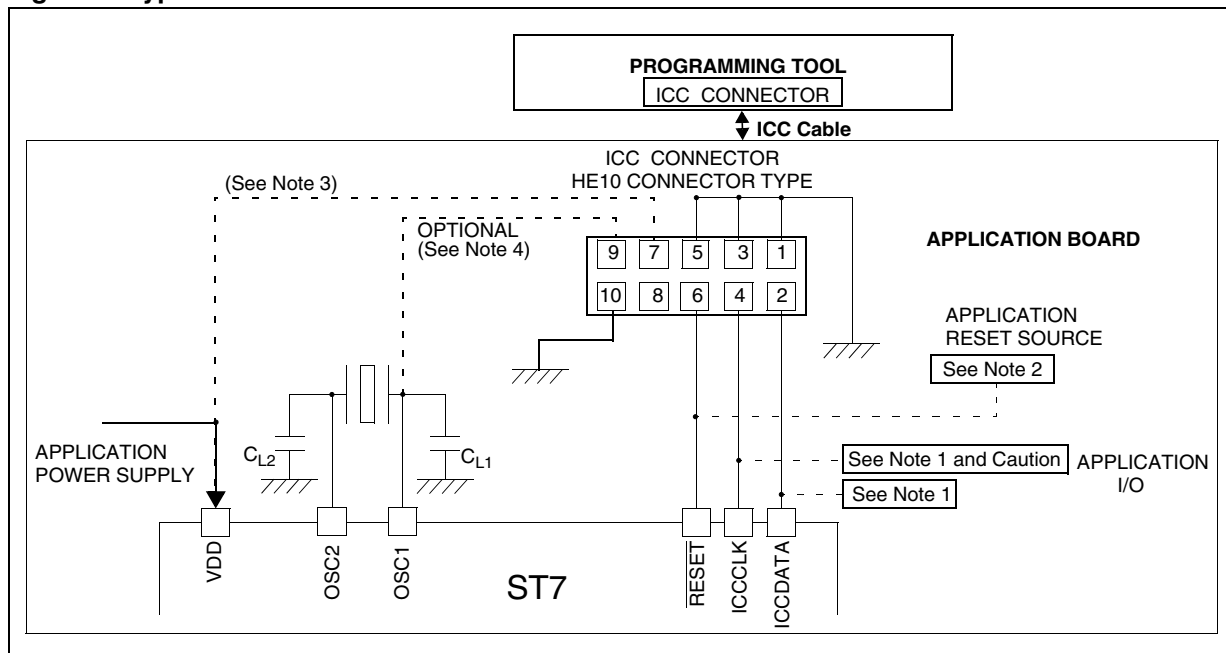 PROGRAMMING TOOL
ICC CONNECTOR
ICC Cable
ICC CONNECTOR
HE10 CONNECTOR TYPE
(See Note 3)
OPTIONAL
(See Note 4)
APPLICATION BOARD
9 7 5 3 1
10 8 6 4 2
APPLICATION
RESET SOURCE
See Note 2
APPLICATION
POWER SUPPLY
CL2
CL1
See Note 1 and Caution
See Note 1
APPLICATION
I/O
VDD
OSC2
OSC1
RESET
ICCCLK
ICCDATA
ST7